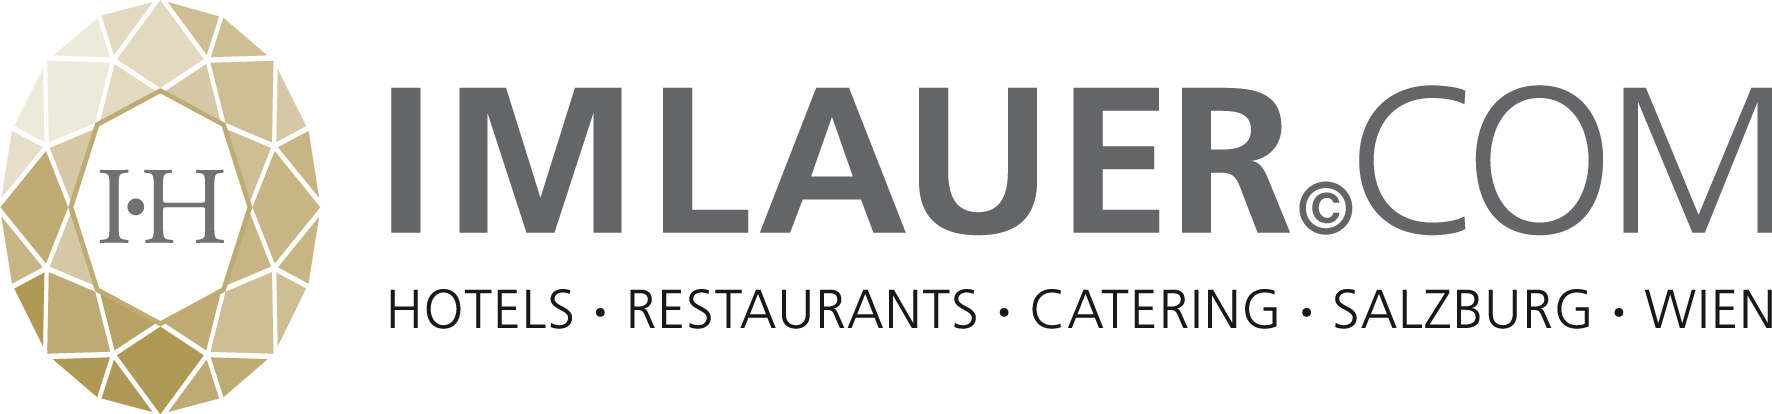 I·H
IMLAUER©COM
HOTELS · RESTAURANTS · CATERING · SALZBURG · WIEN